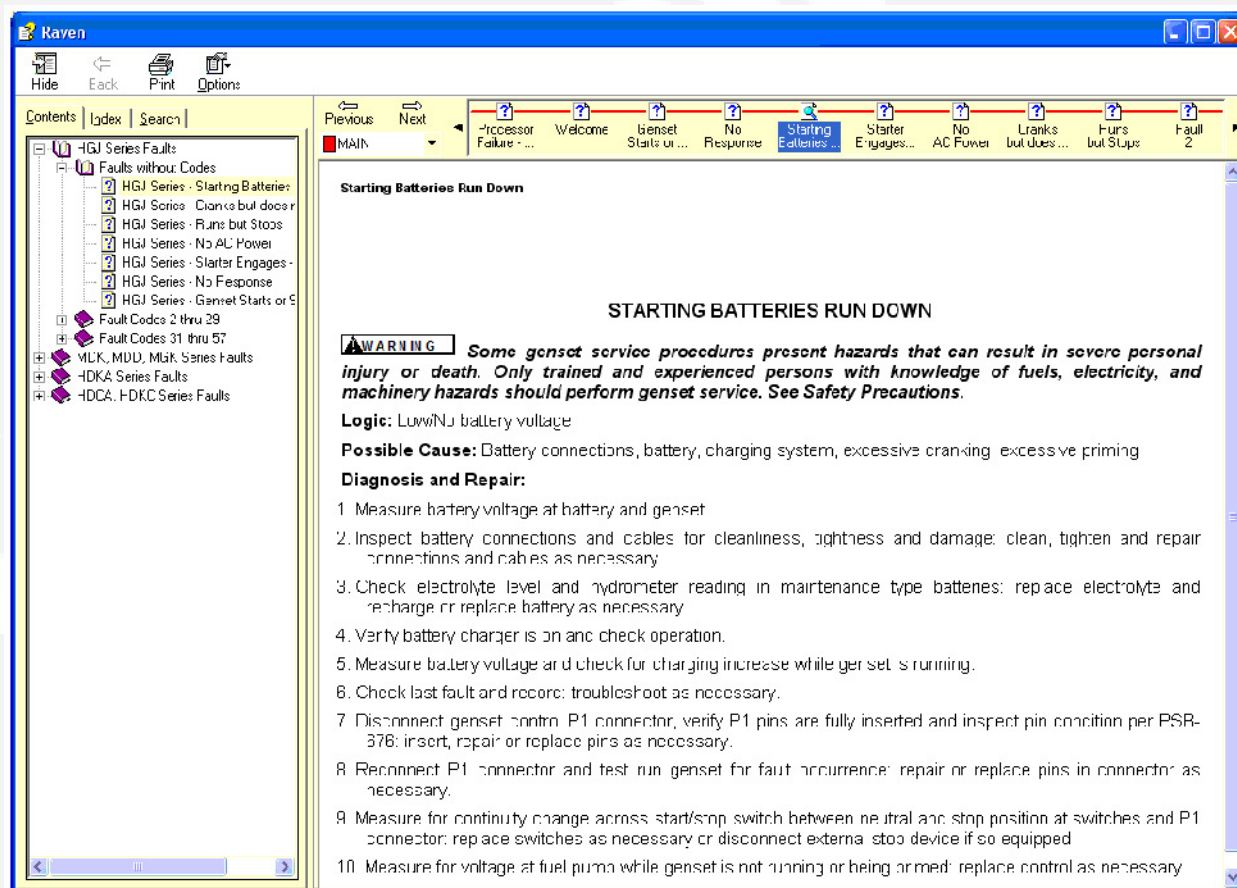 Raven
Hide Back Print Options
Contents Index Search
HGJ Series Faults
Faults without Codes
HGJ Series - Starting Batteries
HGJ Series - Cranks but does r
HGJ Series - Runs but Stops
HGJ Series - No AC Power
HGJ Series - Starter Engages -
HGJ Series - No Response
HGJ Series - Genset Starts or S
Fault Codes 2 thru 29
Fault Codes 31 thru 57
MDK, MDD, MGK Series Faults
HDKA Series Faults
HDCA, HDKC Series Faults
Previous Next
MAIN
Processor Failure - ...
Welcome
Genset Starts or ...
No Response
Starting Batteries ...
Starter Engages...
No AC Power
Cranks but does ...
Runs but Stops
Fault 2
Starting Batteries Run Down
STARTING BATTERIES RUN DOWN
WARNING Some genset service procedures present hazards that can result in severe personal
injury or death. Only trained and experienced persons with knowledge of fuels, electricity, and
machinery hazards should perform genset service. See Safety Precautions.
Logic: Low/No battery voltage
Possible Cause: Battery connections, battery, charging system, excessive cranking, excessive priming
Diagnosis and Repair:
1. Measure battery voltage at battery and genset
2. Inspect battery connections and cables for cleanliness, tightness and damage: clean, tighten and repair
connections and cables as necessary
3. Check electrolyte level and hydrometer reading in maintenance type batteries: replace electrolyte and
recharge or replace battery as necessary
4. Verify battery charger is on and check operation.
5. Measure battery voltage and check for charging increase while genset is running.
6. Check last fault and record: troubleshoot as necessary.
7. Disconnect genset control P1 connector, verify P1 pins are fully inserted and inspect pin condition per PSB-
676: insert, repair or replace pins as necessary.
8. Reconnect P1 connector and test run genset for fault occurrence: repair or replace pins in connector as
necessary.
9. Measure for continuity change across start/stop switch between neutral and stop position at switches and P1
connector: replace switches as necessary or disconnect external stop device if so equipped
10. Measure for voltage at fuel pump while genset is not running or being primed: replace control as necessary